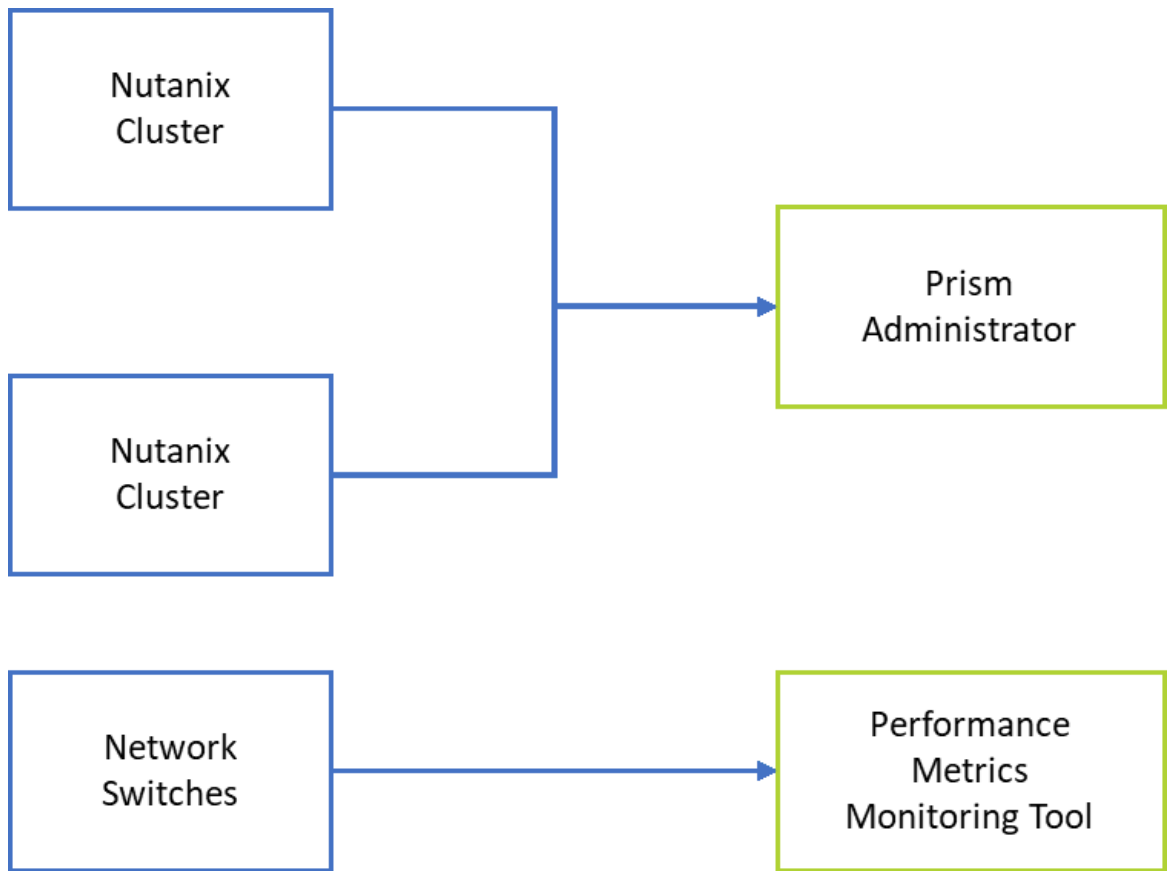 Nutanix
Cluster
Prism
Administrator
Nutanix
Cluster
Network
Switches
Performance
Metrics
Monitoring Tool